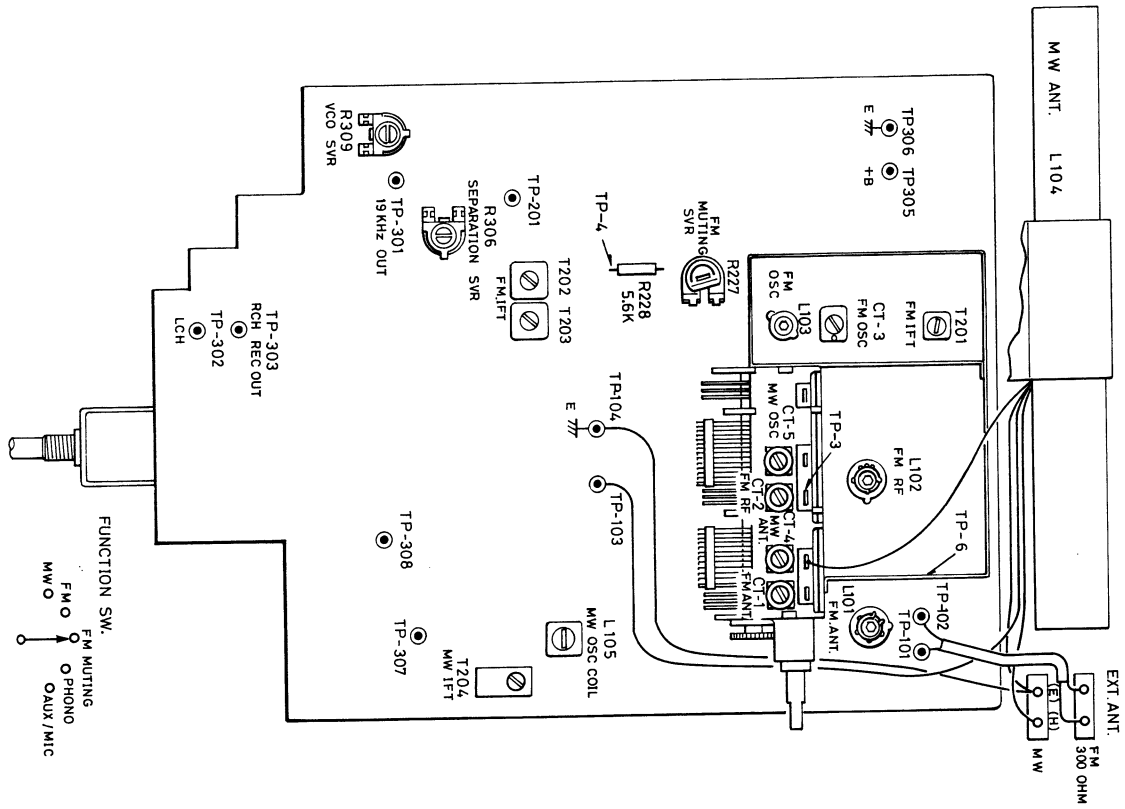 MW ANT. L104
TP306
E
TP305
+B
R309
VCO SVR
TP-301
19KHz OUT
R306
SEPARATION SVR
TP-201
TP-4
R228
5.6K
FM
MUTING
SVR
R227
T202 T203
FM.IFT
FM
OSC
L103
CT-3
FM OSC
T201
FM IFT
TP-303
RCH REC OUT
TP-302
LCH
TP-104
E
TP-103
CT-5
MW OSC
TP-3
CT-2
FM RF
CT-4
MW
ANT.
CT-1
FM ANT.
L102
FM RF
TP-6
L101
FM.ANT.
TP-102
TP-101
TP-308
TP-307
L105
MW OSC COIL
T204
MW IFT
EXT. ANT.
FM
300 OHM
(E) (H)
MW
FUNCTION SW.
MW
FM
FM MUTING
PHONO
AUX/MIC